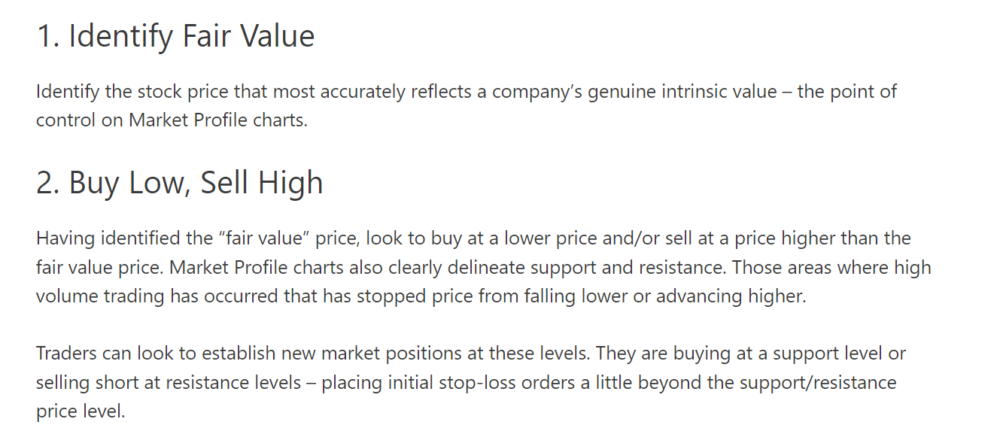 1. Identify Fair Value
Identify the stock price that most accurately reflects a company’s genuine intrinsic value – the point of
control on Market Profile charts.
2. Buy Low, Sell High
Having identified the “fair value” price, look to buy at a lower price and/or sell at a price higher than the
fair value price. Market Profile charts also clearly delineate support and resistance. Those areas where high
volume trading has occurred that has stopped price from falling lower or advancing higher.
Traders can look to establish new market positions at these levels. They are buying at a support level or
selling short at resistance levels – placing initial stop-loss orders a little beyond the support/resistance
price level.